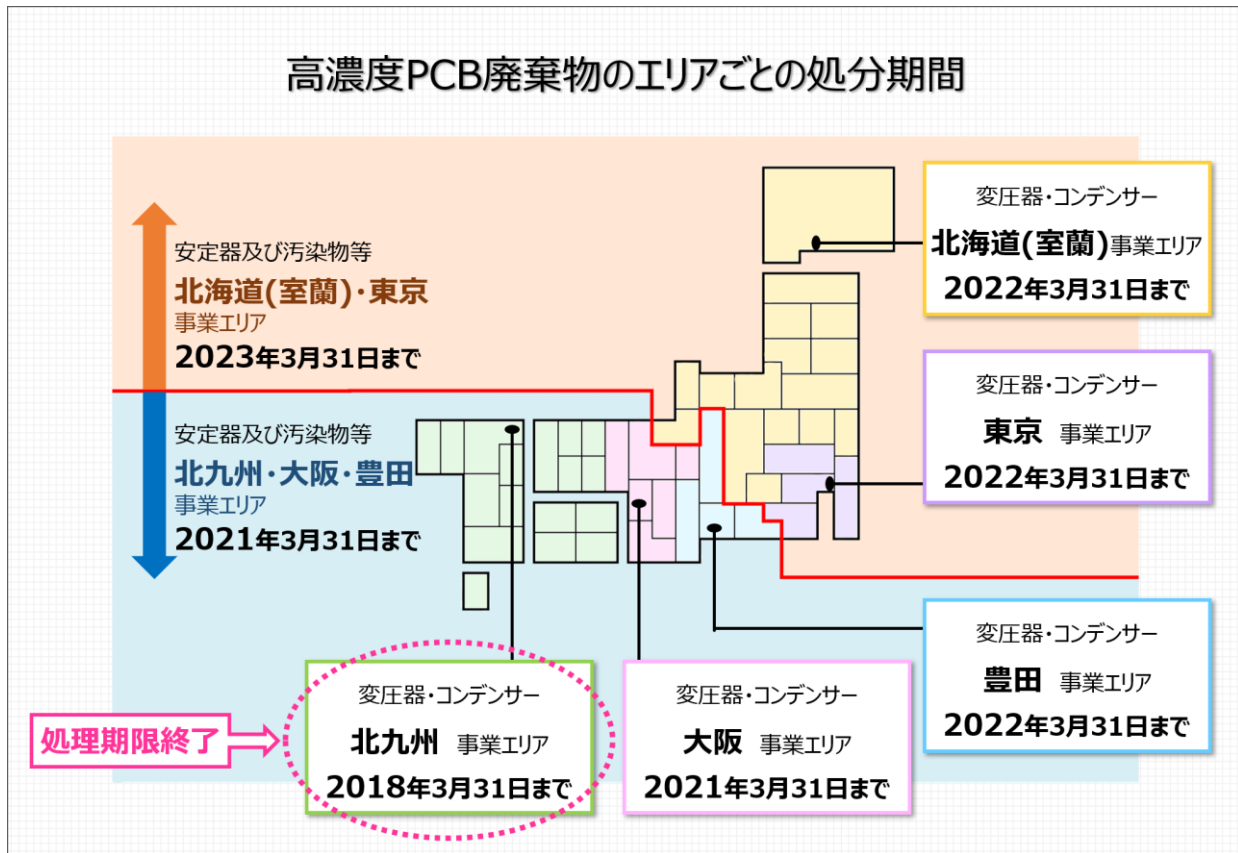 高濃度PCB廃棄物のエリアごとの処分期間
安定器及び汚染物等
北海道(室蘭)・東京
事業エリア
2023年3月31日まで
安定器及び汚染物等
北九州・大阪・豊田
事業エリア
2021年3月31日まで
変圧器・コンデンサー
北海道(室蘭)事業エリア
2022年3月31日まで
変圧器・コンデンサー
東京 事業エリア
2022年3月31日まで
変圧器・コンデンサー
豊田 事業エリア
2022年3月31日まで
処理期限終了
変圧器・コンデンサー
北九州 事業エリア
2018年3月31日まで
変圧器・コンデンサー
大阪 事業エリア
2021年3月31日まで